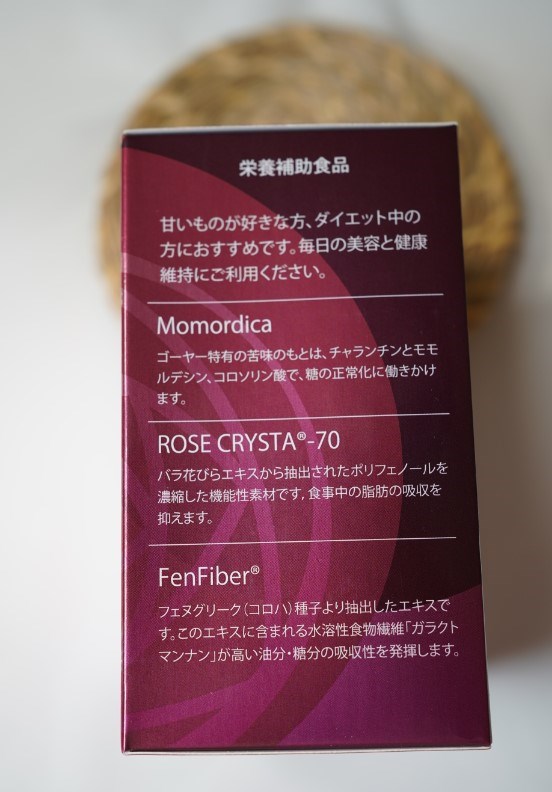 栄養補助食品
甘いものが好きな方、ダイエット中の
方におすすめです。毎日の美容と健康
維持にご利用ください。
Momordica
ゴーヤー特有の苦味のもとは、チャランチンとモモ
ルデシン、コロソリン酸で、糖の正常化に働きかけ
ます。
ROSE CRYSTA®-70
バラ花びらエキスから抽出されたポリフェノールを
濃縮した機能性素材です, 食事中の脂肪の吸収を
抑えます。
FenFiber®
フェヌグリーク(コロハ)種子より抽出したエキスで
す。このエキスに含まれる水溶性食物繊維「ガラクト
マンナン」が高い油分・糖分の吸収性を発揮します。